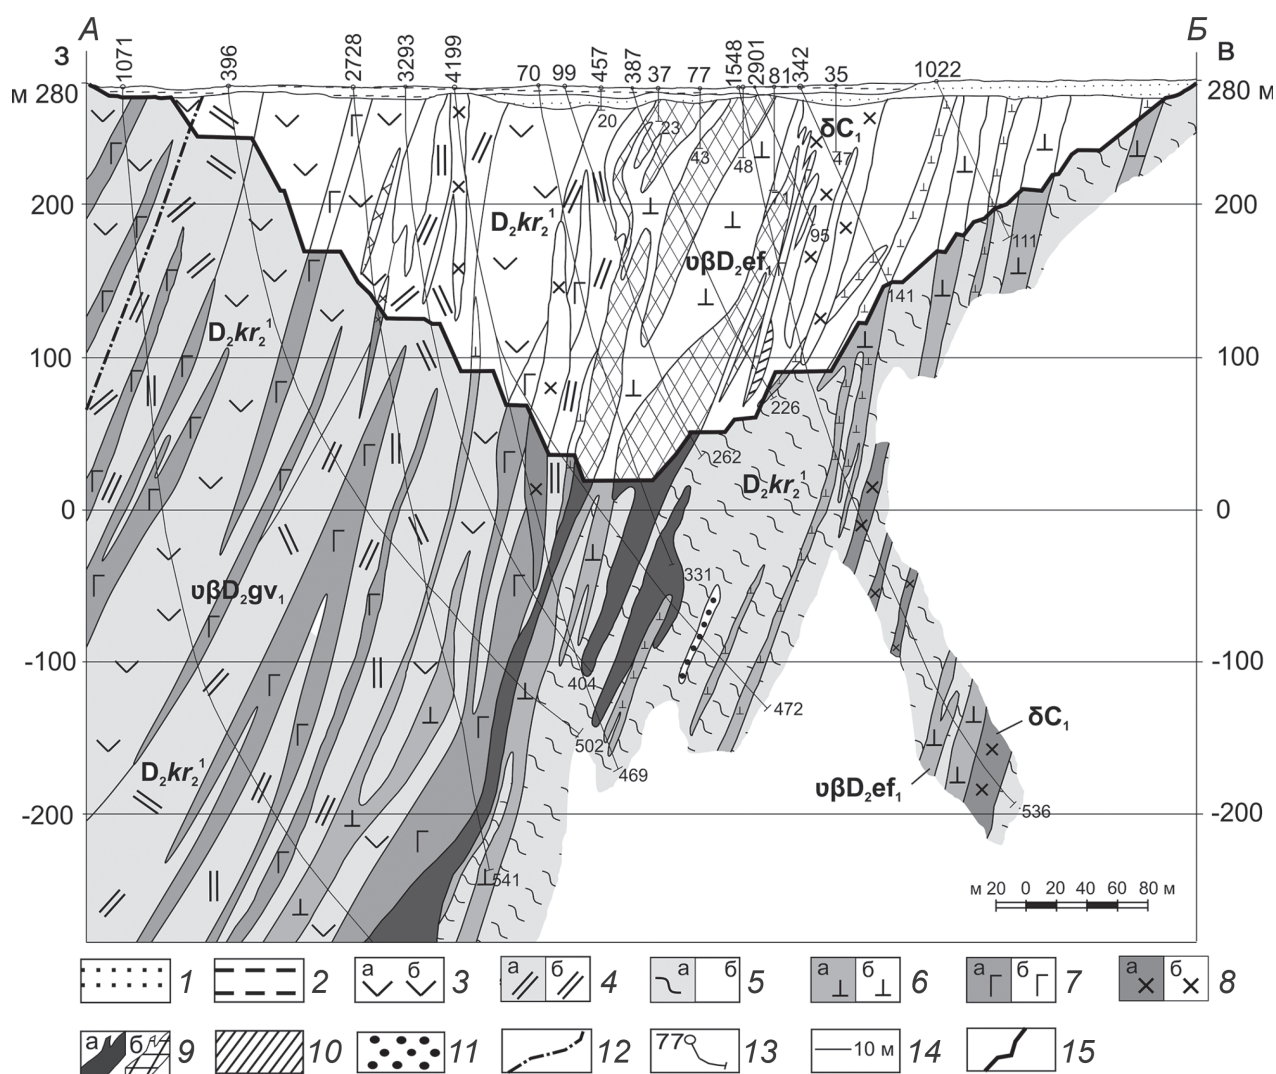 А Б
З В
1071 396 2728 3293 4199 70 99 457 387 37 77 1548 2901 81 342 35 1022
м 280 280 м
20 7 23 43 48 47
δC₁
200 200
D₂kr₂¹
υβD₂ef₁
95 111
141
D₂kr₂¹
100 100
226
262
D₂kr₂¹
0 0
331
υβD₂gv₁
-100 -100
404
472
502
δC₁
469
D₂kr₂¹
υβD₂ef₁
-200 -200
536
541
м 20 0 20 40 60 80 м
1 2 а б 3 а б 4 а б 5 а б 6 а б 7 а б 8
а б 9 10 11 12 77 13 10 м 14 15